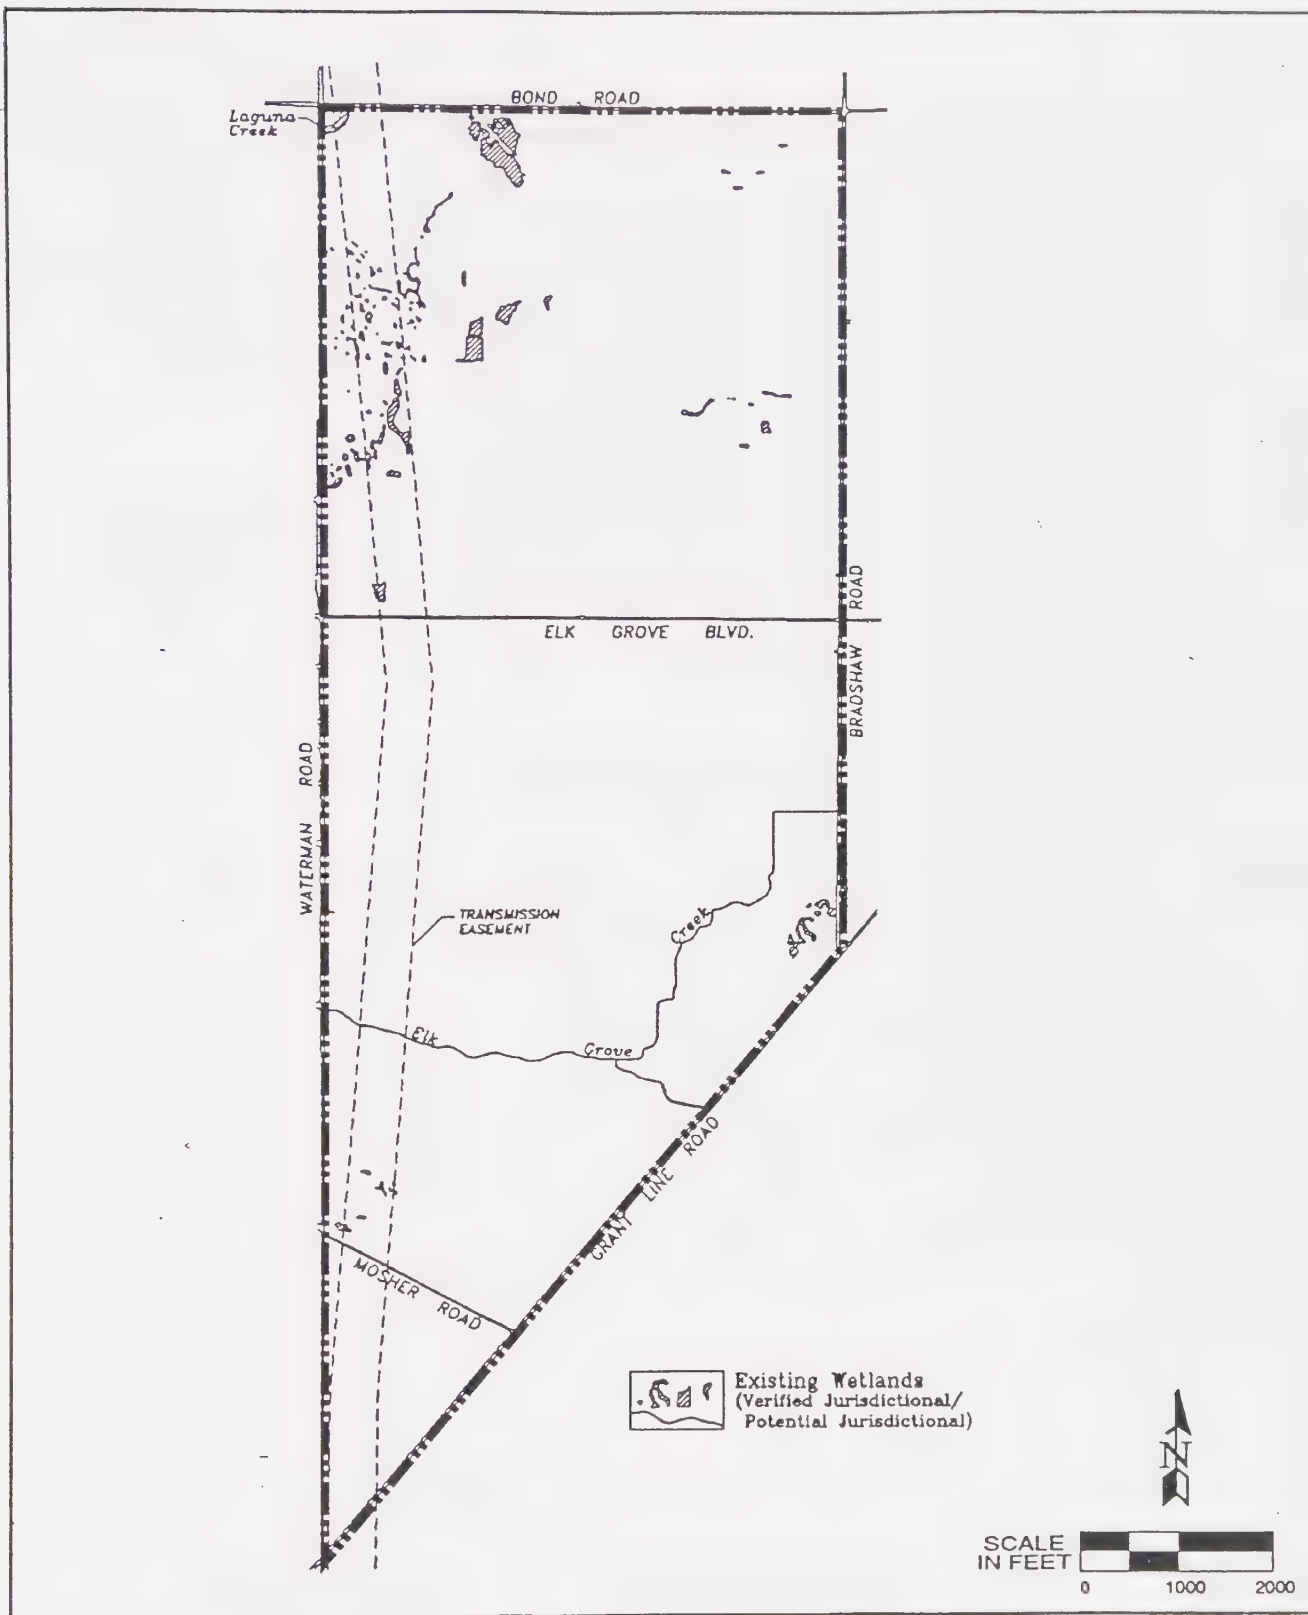 BOND ROAD
Laguna
Creek
ELK GROVE BLVD.
BRADSHAW ROAD
WATERMAN ROAD
TRANSMISSION
EASEMENT
Creek
Elk
Grove
GRANT LINE ROAD
MOSHER ROAD
Existing Wetlands
(Verified Jurisdictional/
Potential Jurisdictional)
N
SCALE
IN FEET
0 1000 2000